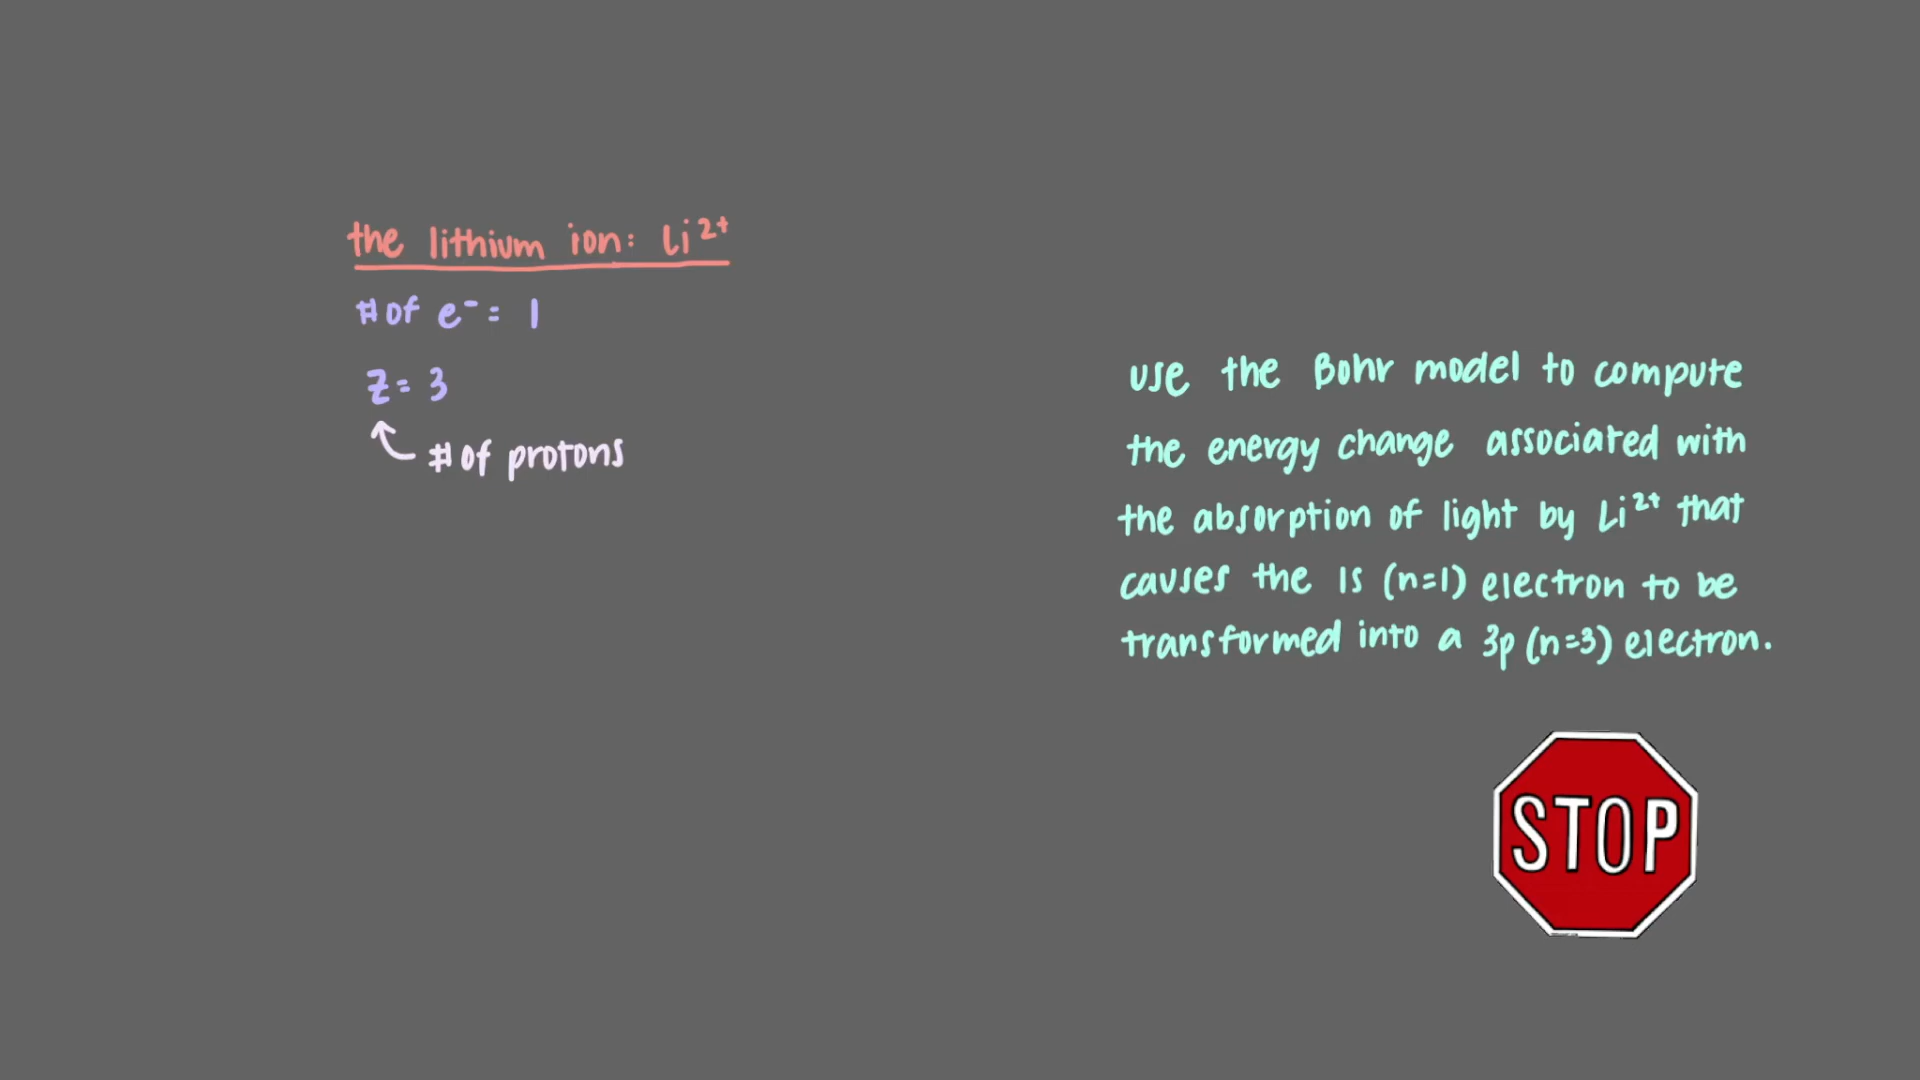 the lithium ion: Li²⁺
# of e⁻ = 1
Z = 3
# of protons
use the Bohr model to compute
the energy change associated with
the absorption of light by Li²⁺ that
causes the 1s (n=1) electron to be
transformed into a 3p (n=3) electron.
STOP